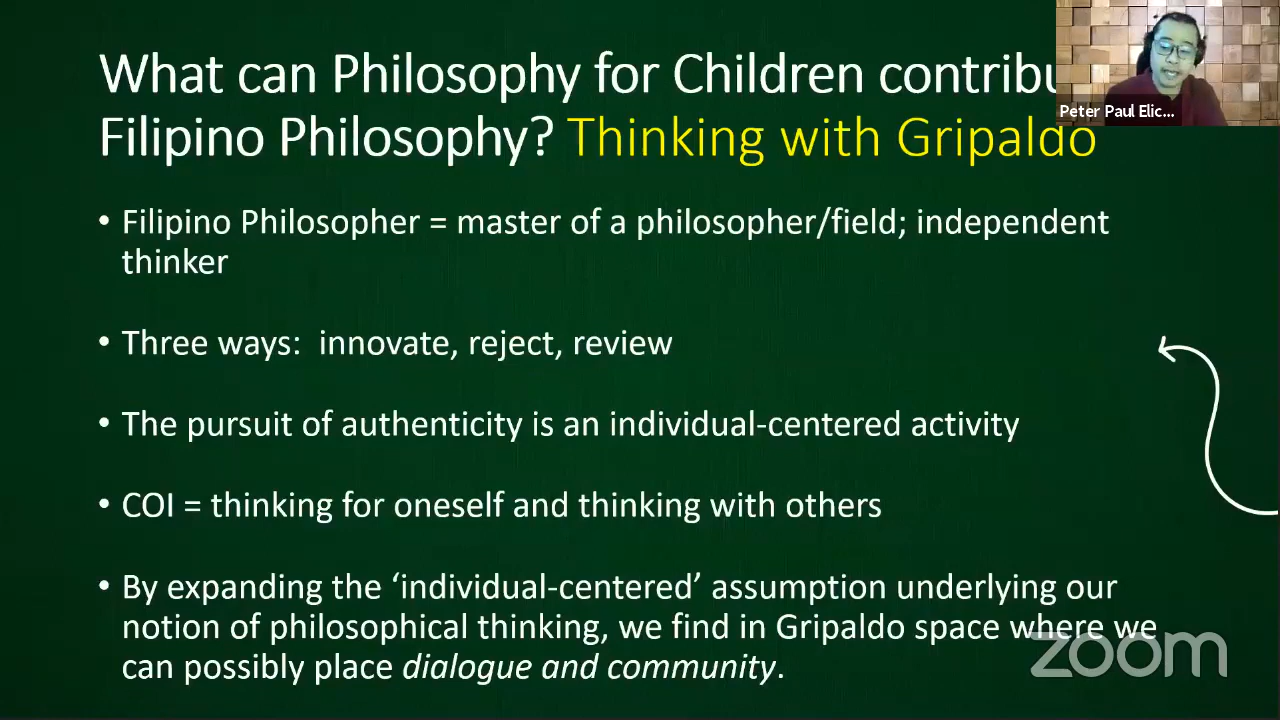 What can Philosophy for Children contribu
Filipino Philosophy? Thinking with Gripaldo
Peter Paul Elic...
• Filipino Philosopher = master of a philosopher/field; independent
thinker
• Three ways: innovate, reject, review
• The pursuit of authenticity is an individual-centered activity
• COI = thinking for oneself and thinking with others
• By expanding the ‘individual-centered’ assumption underlying our
notion of philosophical thinking, we find in Gripaldo space where we
can possibly place dialogue and community.
zoom